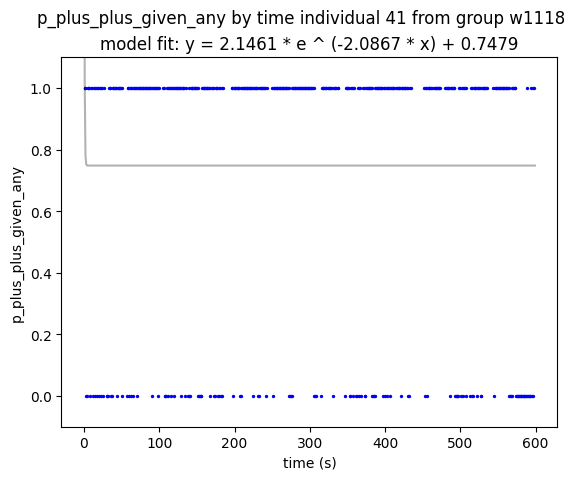 p_plus_plus_given_any by time individual 41 from group w1118
model fit: y = 2.1461 * e ^ (-2.0867 * x) + 0.7479
1.0
0.8
0.6
0.4
0.2
0.0
p_plus_plus_given_any
0 100 200 300 400 500 600
time (s)